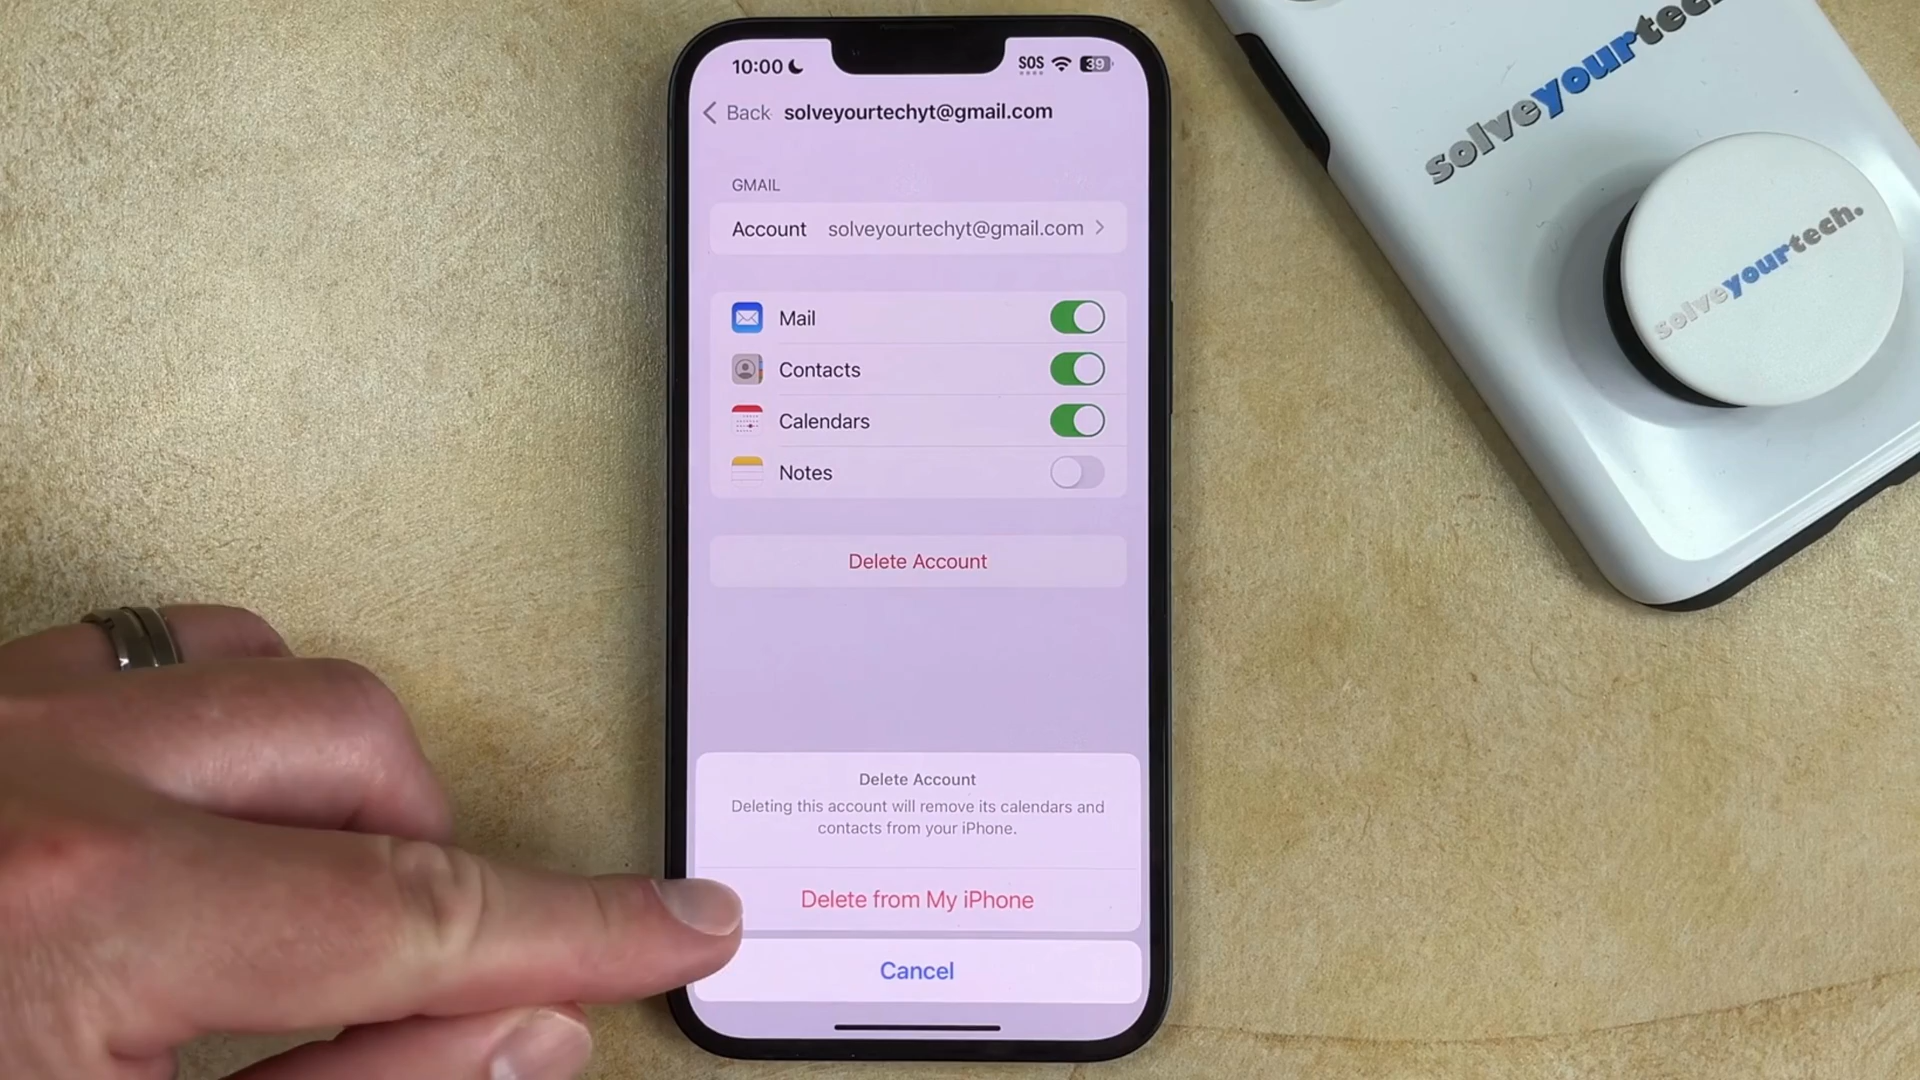 10:00
SOS
39
Back solveyourtechyt@gmail.com
GMAIL
Account solveyourtechyt@gmail.com
Mail
Contacts
Calendars
Notes
Delete Account
Delete Account
Deleting this account will remove its calendars and
contacts from your iPhone.
Delete from My iPhone
Cancel
solveyourtech
solveyourtech.